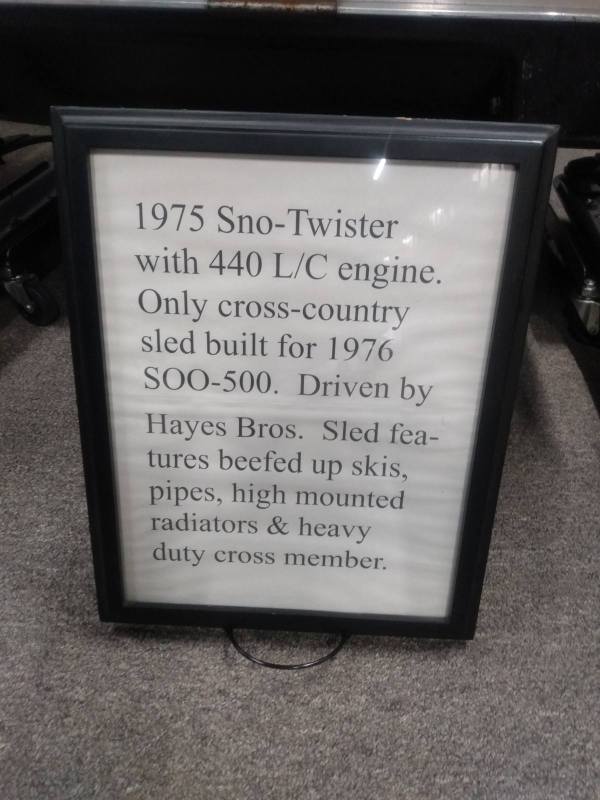 1975 Sno-Twister
with 440 L/C engine.
Only cross-country
sled built for 1976
SOO-500. Driven by
Hayes Bros. Sled fea-
tures beefed up skis,
pipes, high mounted
radiators & heavy
duty cross member.